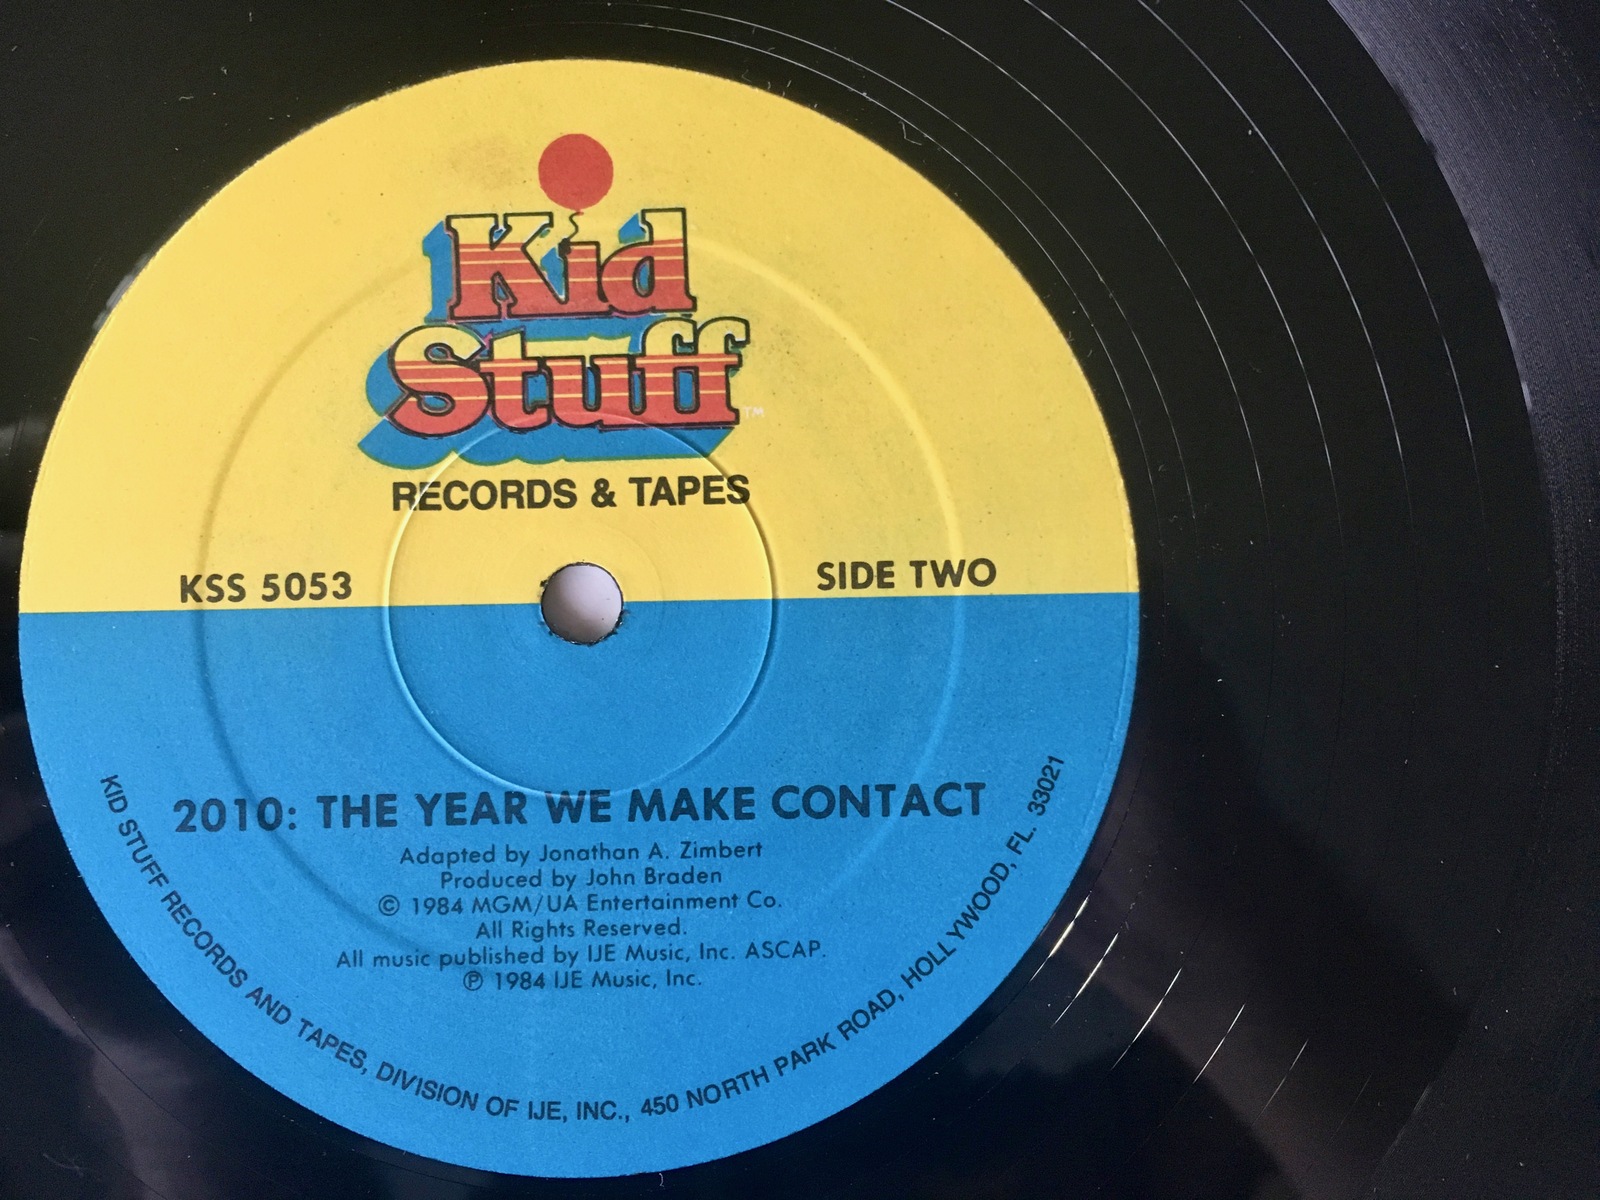 Kid
Stuff™
RECORDS & TAPES
KSS 5053
SIDE TWO
2010: THE YEAR WE MAKE CONTACT
Adapted by Jonathan A. Zimbert
Produced by John Braden
© 1984 MGM/UA Entertainment Co.
All Rights Reserved.
All music published by IJE Music, Inc. ASCAP.
℗ 1984 IJE Music, Inc.
KID STUFF RECORDS AND TAPES, DIVISION OF IJE, INC., 450 NORTH PARK ROAD, HOLLYWOOD, FL. 33021